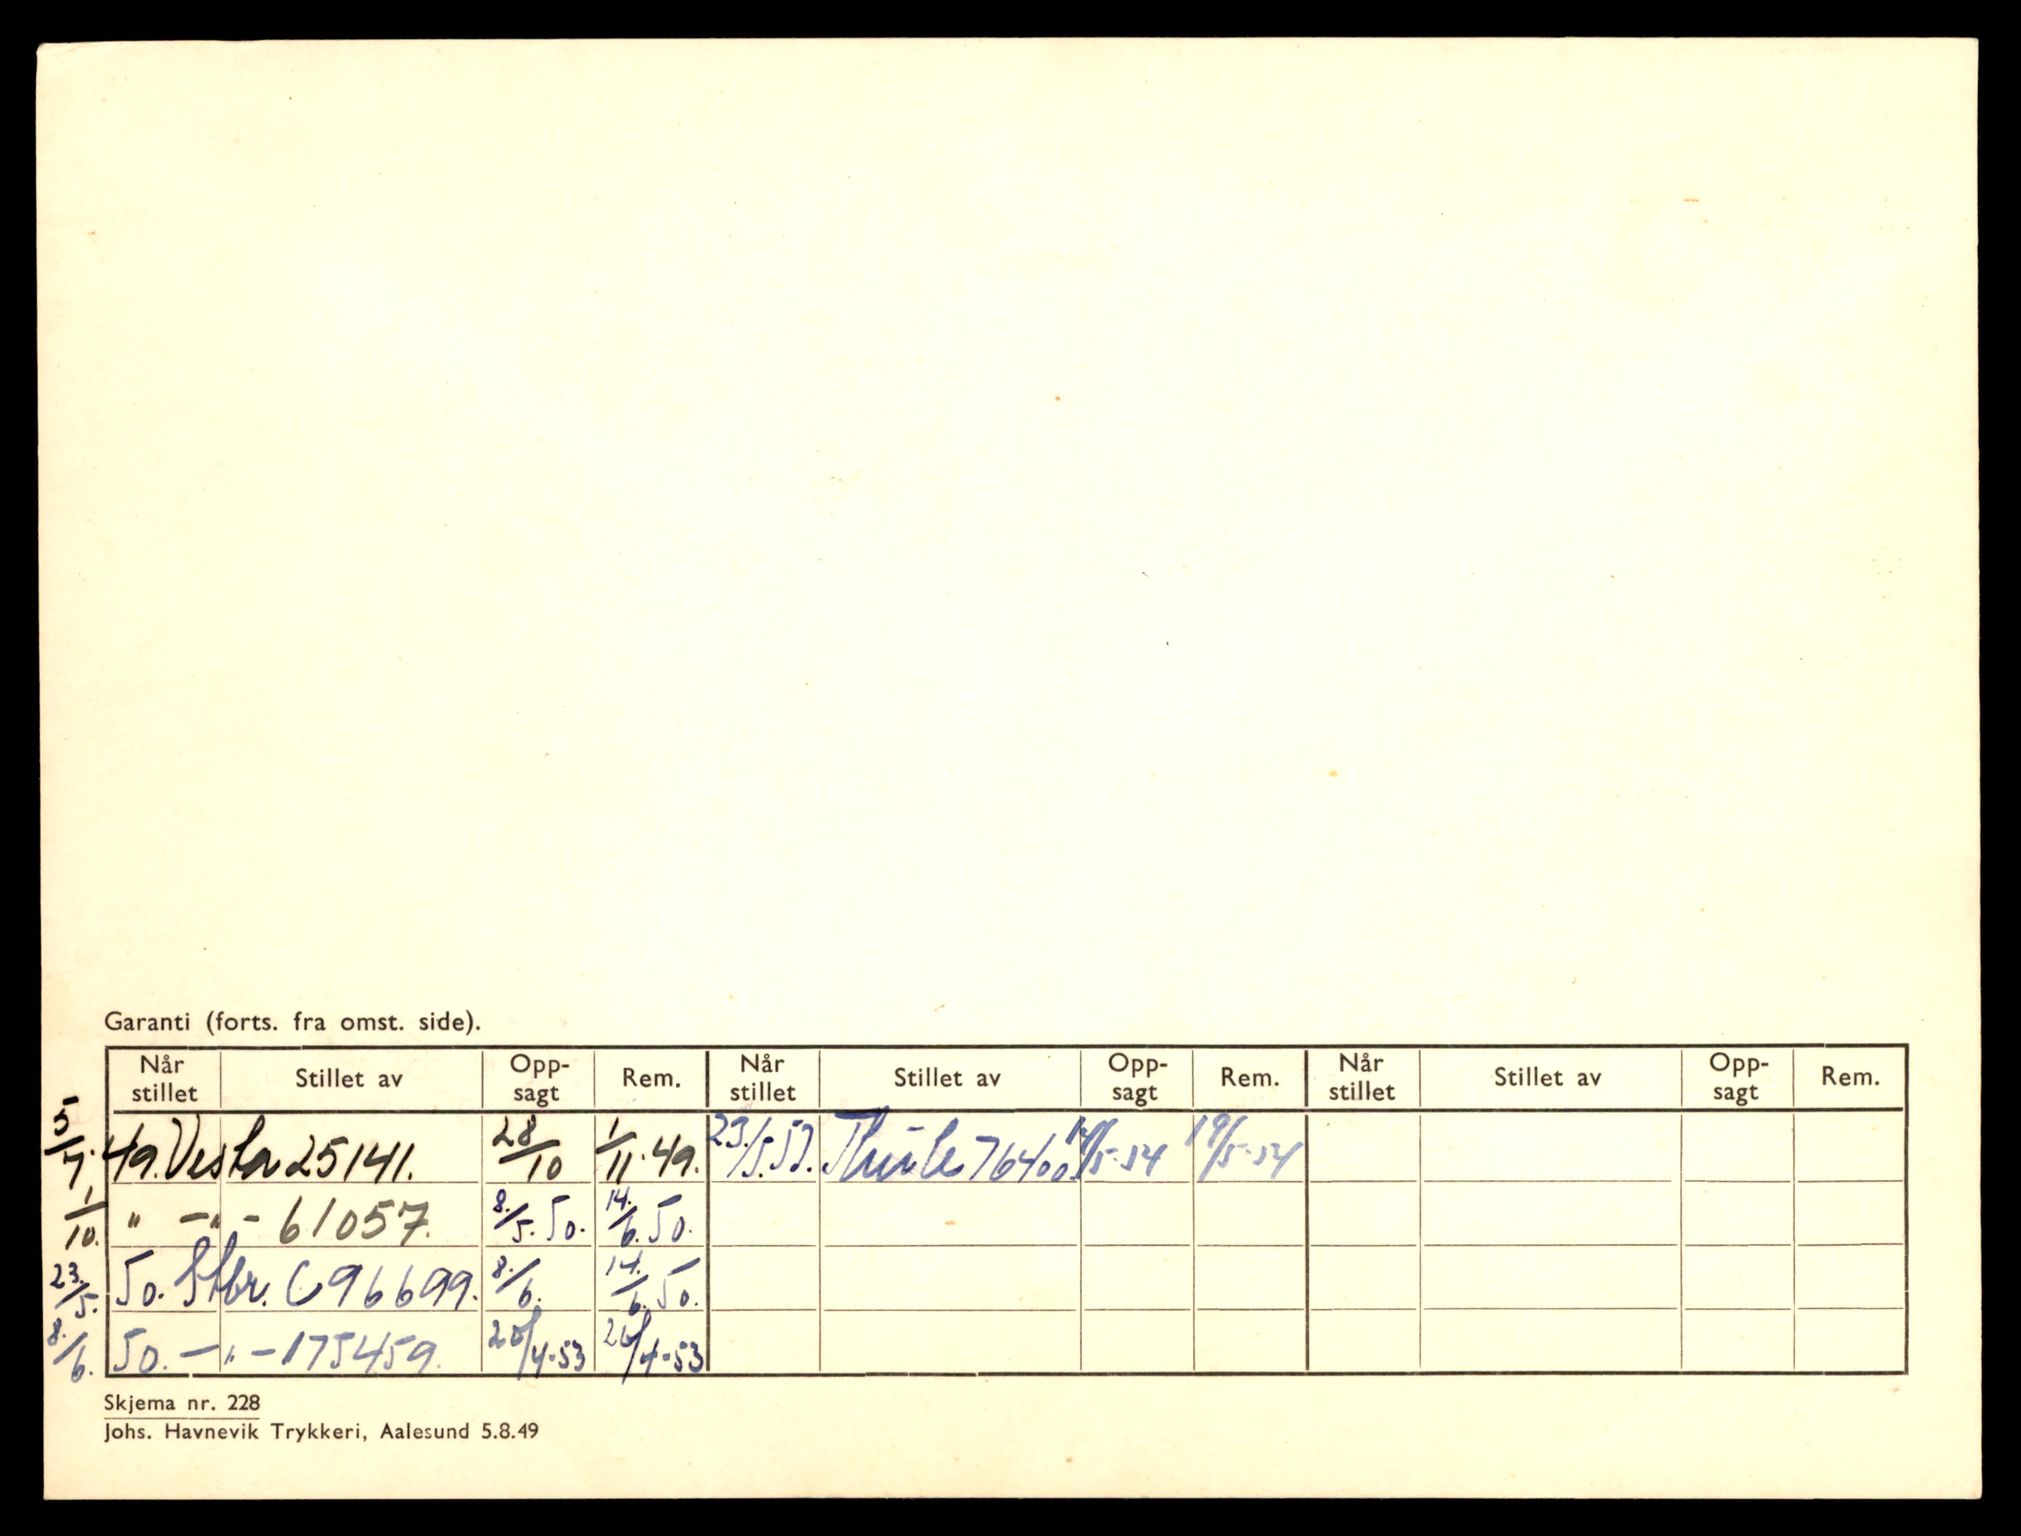 Garanti (forts. fra omst. side).
Når stillet Stillet av Opp-sagt Rem. Når stillet Stillet av Opp-sagt Rem. Når stillet Stillet av Opp-sagt Rem.
5/7. 49. Vesta 25141. 28/10 1/11. 49. 23./5.53. Thule 76400 /5-54 19/5-54
1/10. " -"- 61057. 8./5. 50. 14./6. 50.
23./5. 50. Stbr. C 96699. 8./6. 14./6. 50.
8./6. 50. -"- 175459. /4-53 /4-53
Skjema nr. 228
Johs. Havnevik Trykkeri, Aalesund 5.8.49